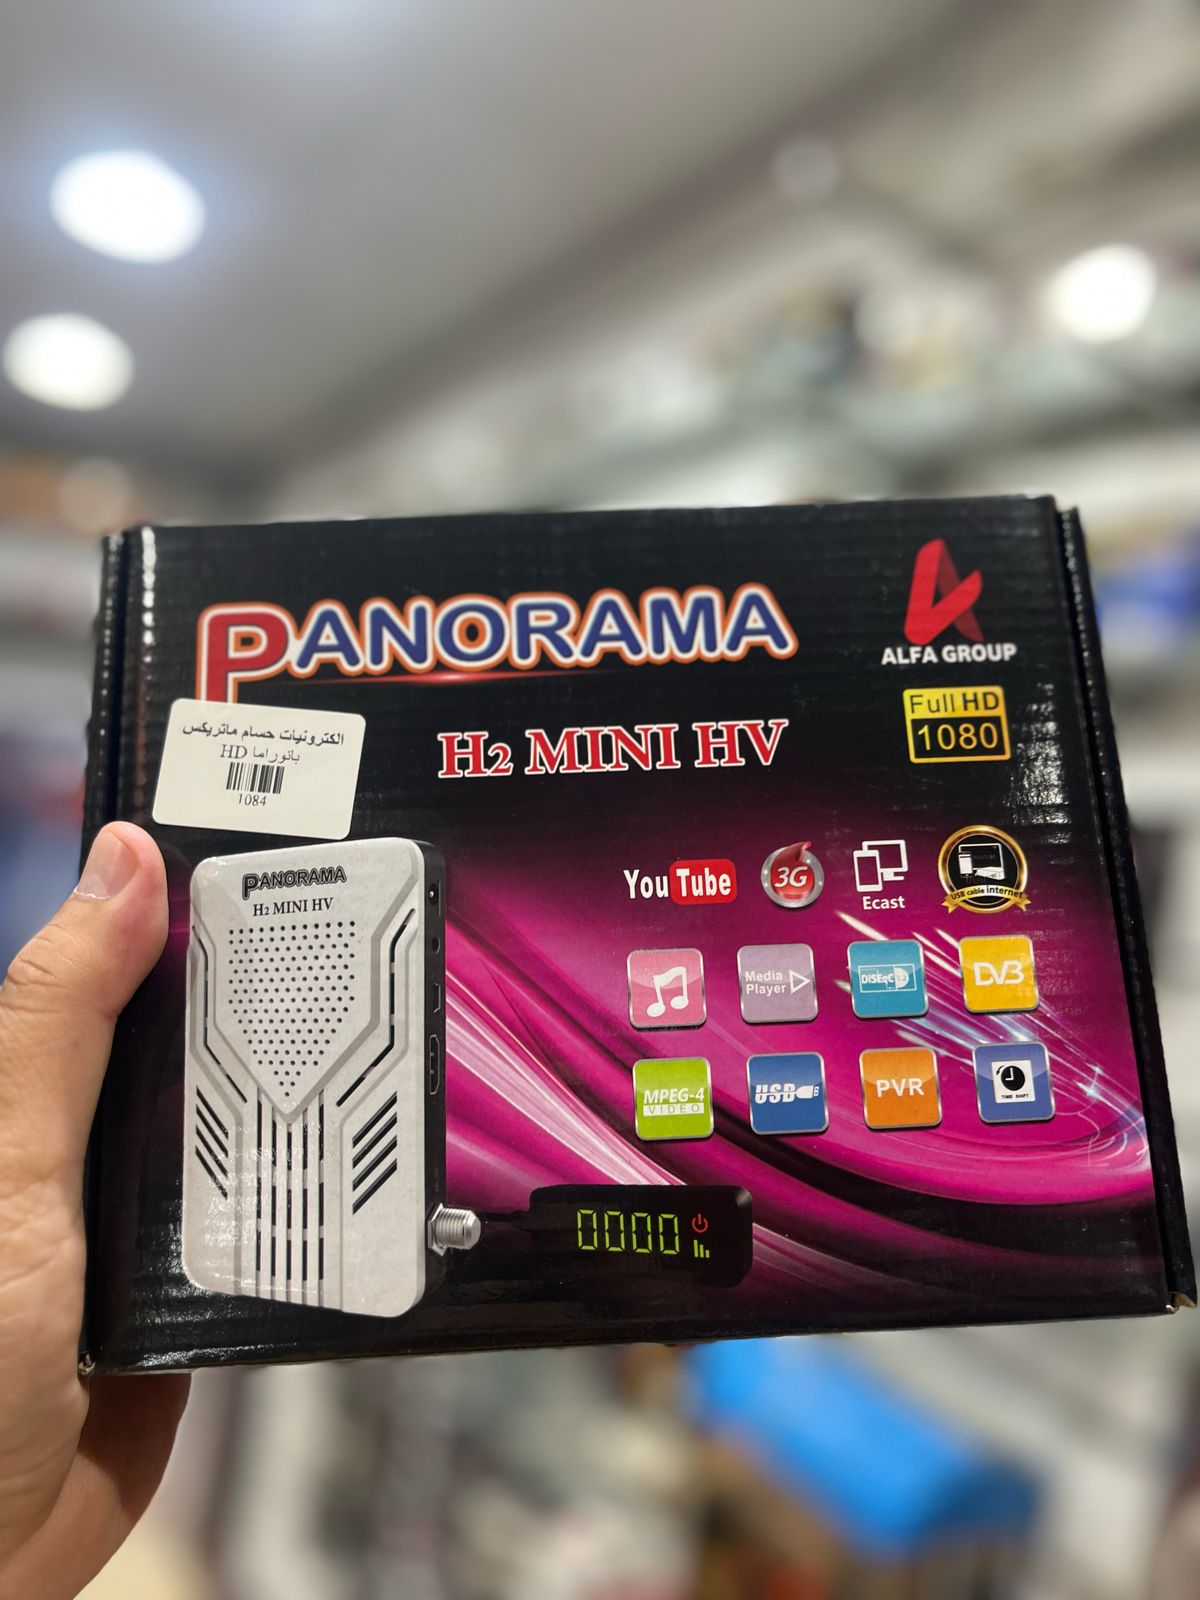 PANORAMA
ALFA GROUP
H2 MINI HV
Full HD
1080
الكترونيات حسام ماتريكس
بانوراما HD
1084
PANORAMA
H2 MINI HV
YouTube
3G
Ecast
USB cable internet
Media
Player
DiSEqC
DVB
MPEG-4
VIDEO
USB
PVR
TIME SHIFT
0000